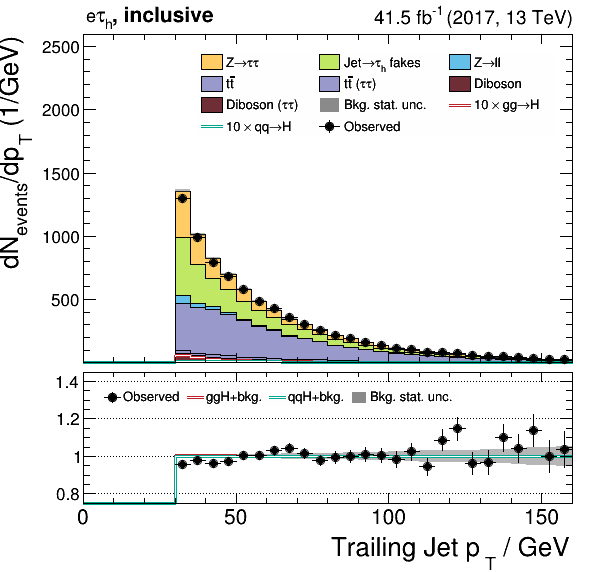 eτh, inclusive 41.5 fb⁻¹ (2017, 13 TeV)
dNevents/dpT (1/GeV)
2500
2000
1500
1000
500
Z→ττ Jet→τh fakes Z→ll
tt̄ tt̄ (ττ) Diboson
Diboson (ττ) Bkg. stat. unc. 10 × gg→H
10 × qq→H Observed
1.4
1.2
1
0.8
Observed ggH+bkg. qqH+bkg. Bkg. stat. unc.
0 50 100 150
Trailing Jet pT / GeV